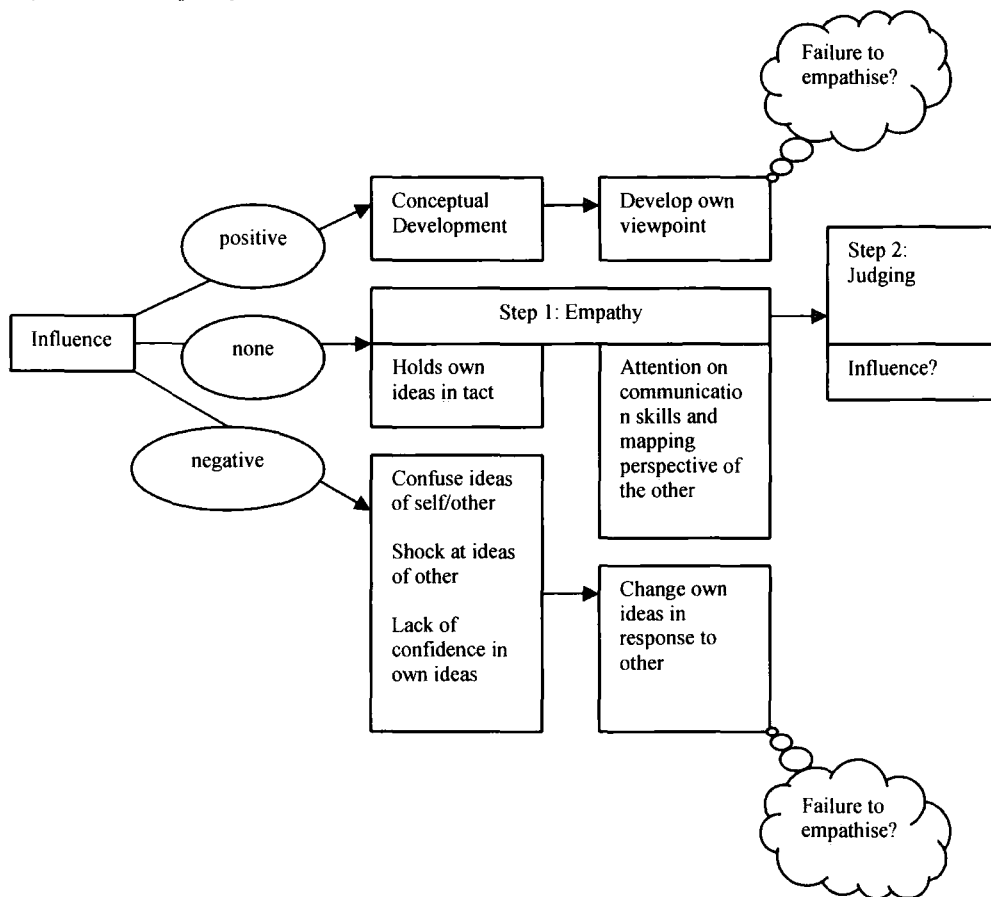 Failure to
empathise?
Conceptual
Development
Develop own
viewpoint
positive
Step 2:
Judging
Step 1: Empathy
Influence
none
Holds own
ideas in tact
Attention on
communicatio
n skills and
mapping
perspective of
the other
Influence?
negative
Confuse ideas
of self/other
Shock at ideas
of other
Lack of
confidence in
own ideas
Change own
ideas in
response to
other
Failure to
empathise?